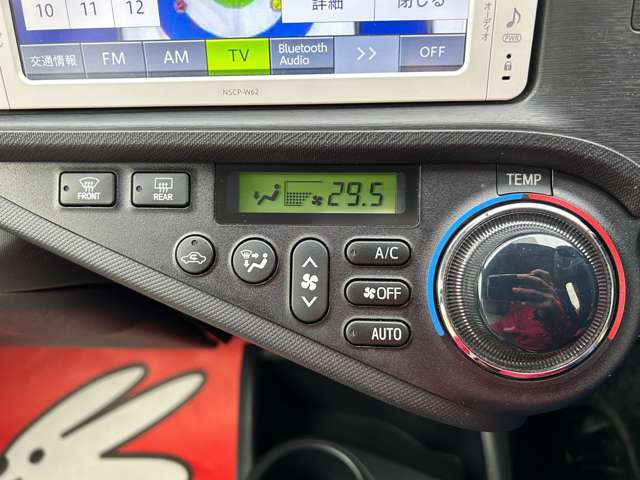 10 11 12
詳細 閉じる
交通情報 FM AM TV Bluetooth Audio >> OFF
オーディオ
PWR
NSCP-W62
FRONT REAR
29.5
TEMP
A/C
OFF
AUTO